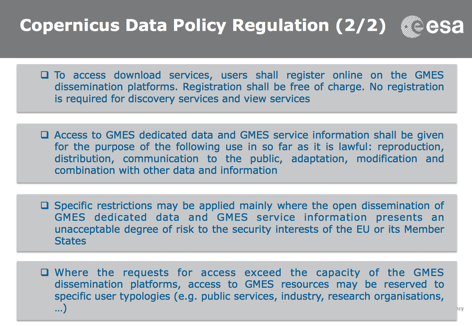 Copernicus Data Policy Regulation (2/2)
esa
To access download services, users shall register online on the GMES
dissemination platforms. Registration shall be free of charge. No registration
is required for discovery services and view services
Access to GMES dedicated data and GMES service information shall be given
for the purpose of the following use in so far as it is lawful: reproduction,
distribution, communication to the public, adaptation, modification and
combination with other data and information
Specific restrictions may be applied mainly where the open dissemination of
GMES dedicated data and GMES service information presents an
unacceptable degree of risk to the security interests of the EU or its Member
States
Where the requests for access exceed the capacity of the GMES
dissemination platforms, access to GMES resources may be reserved to
specific user typologies (e.g. public services, industry, research organisations,
…)